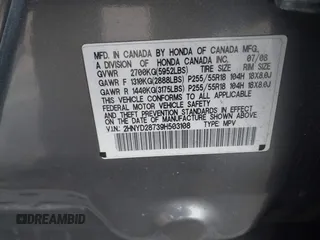 MFD. IN CANADA BY HONDA OF CANADA MFG.,
A DIVISION OF HONDA CANADA INC. 07/08
GVWR 2700KG(5952LBS) TIRE SIZE RIM SIZE
GAWR F 1310KG(2888LBS) P255/55R18 104H 18X8.0J
GAWR R 1440KG(3175LBS) P255/55R18 104H 18X8.0J
THIS VEHICLE CONFORMS TO ALL APPLICABLE
FEDERAL MOTOR VEHICLE SAFETY AND
THEFT PREVENTION STANDARDS IN EFFECT ON
THE DATE OF MANUFACTURE SHOWN ABOVE.
V.I.N: 2HNYD28739H503108 TYPE: MPV
DREAMBID